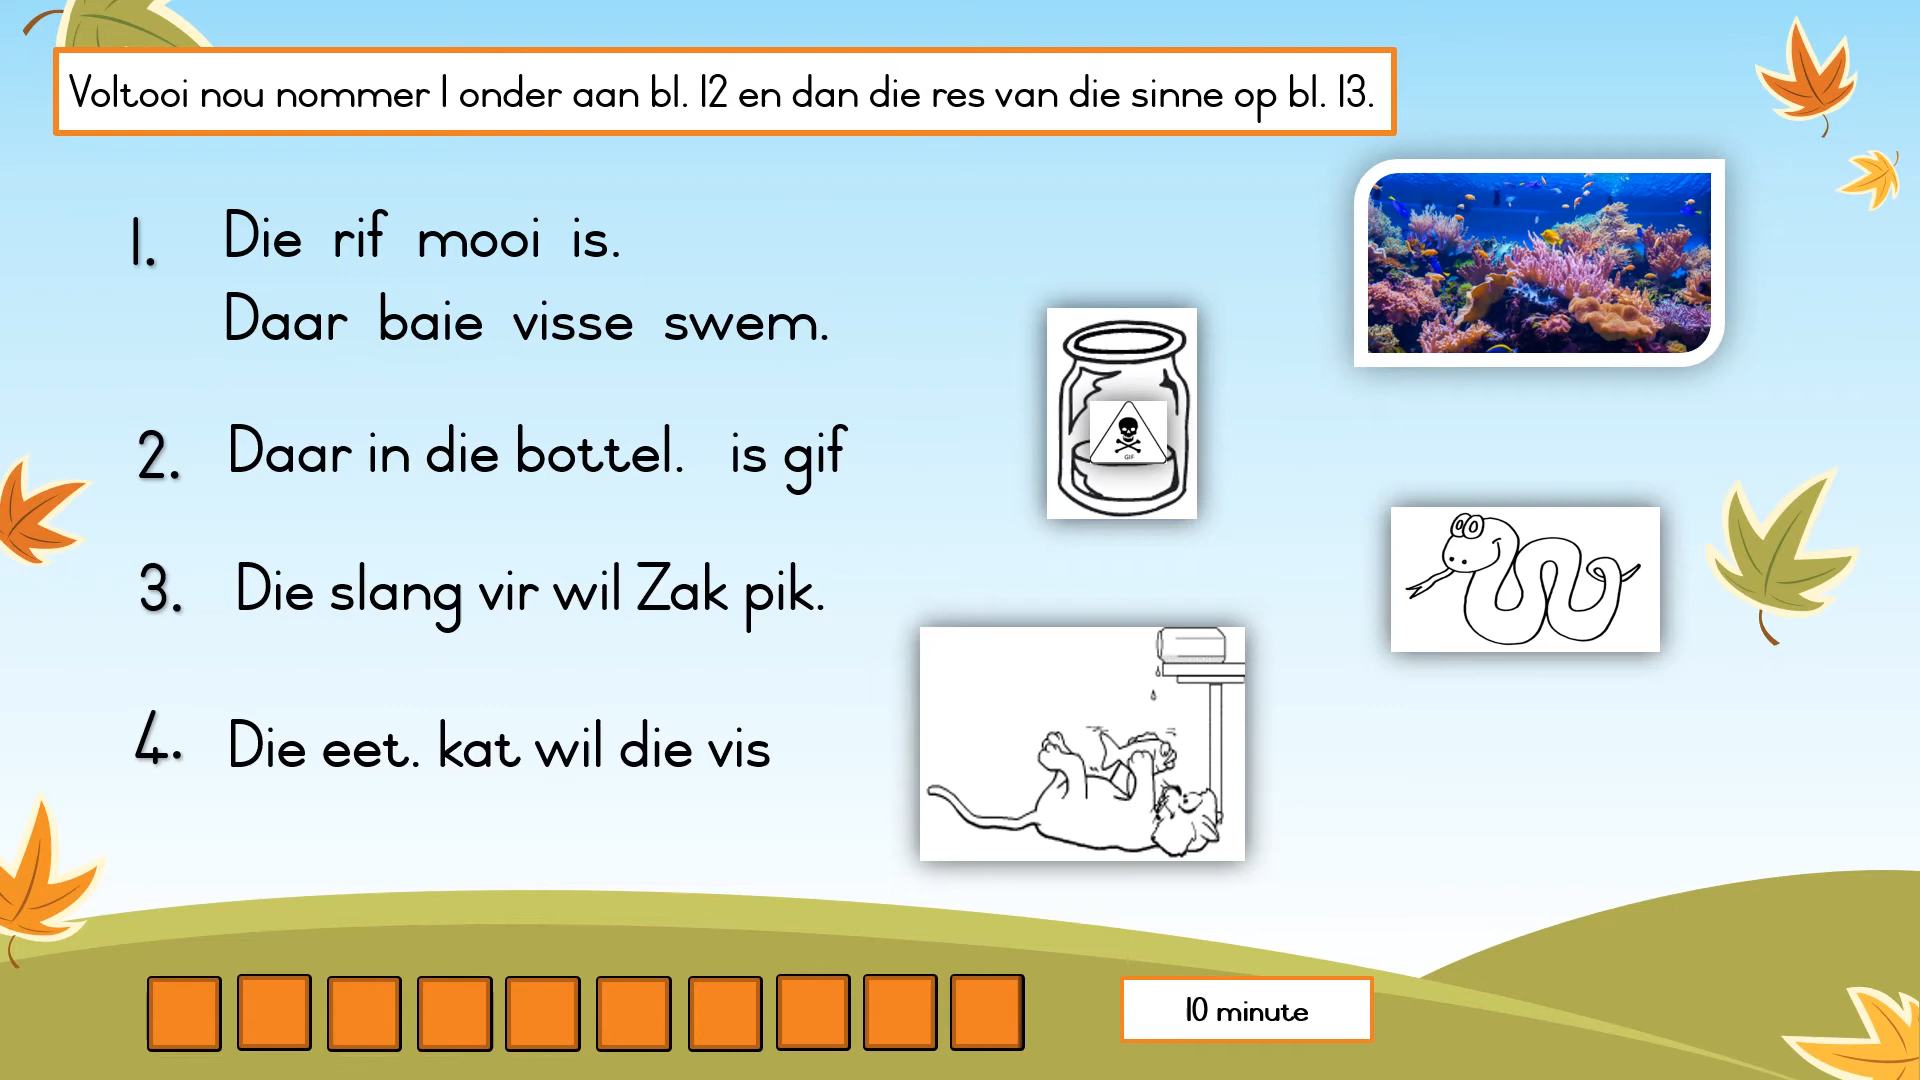 Voltooi nou nommer 1 onder aan bl. 12 en dan die res van die sinne op bl. 13.
1. Die rif mooi is.
Daar baie visse swem.
2. Daar in die bottel. is gif
GIF
3. Die slang vir wil Zak pik.
4. Die eet. kat wil die vis
10 minute